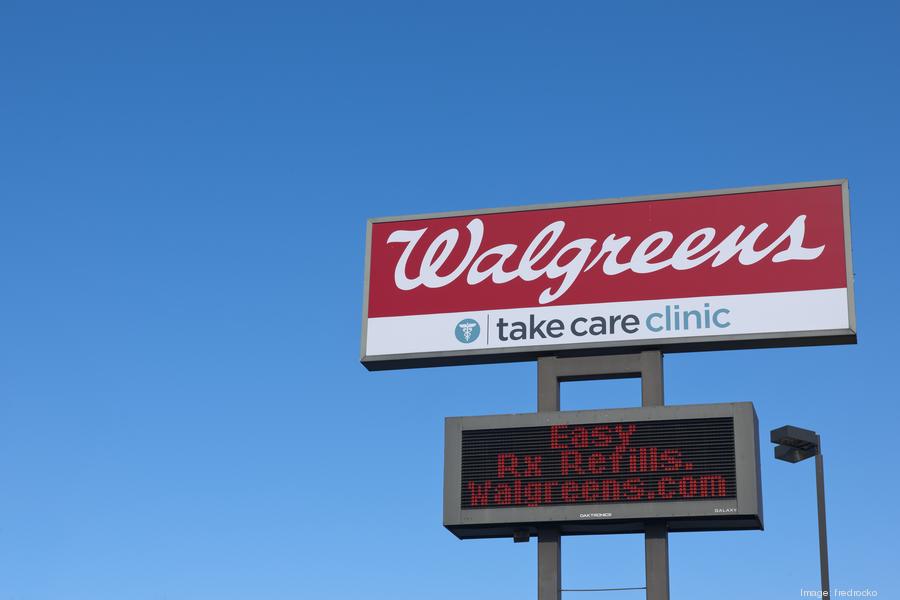 Walgreens
take care clinic
Easy
Rx Refills.
Walgreens.com
DAKTRONICS
GALAXY
Image: fredrocko